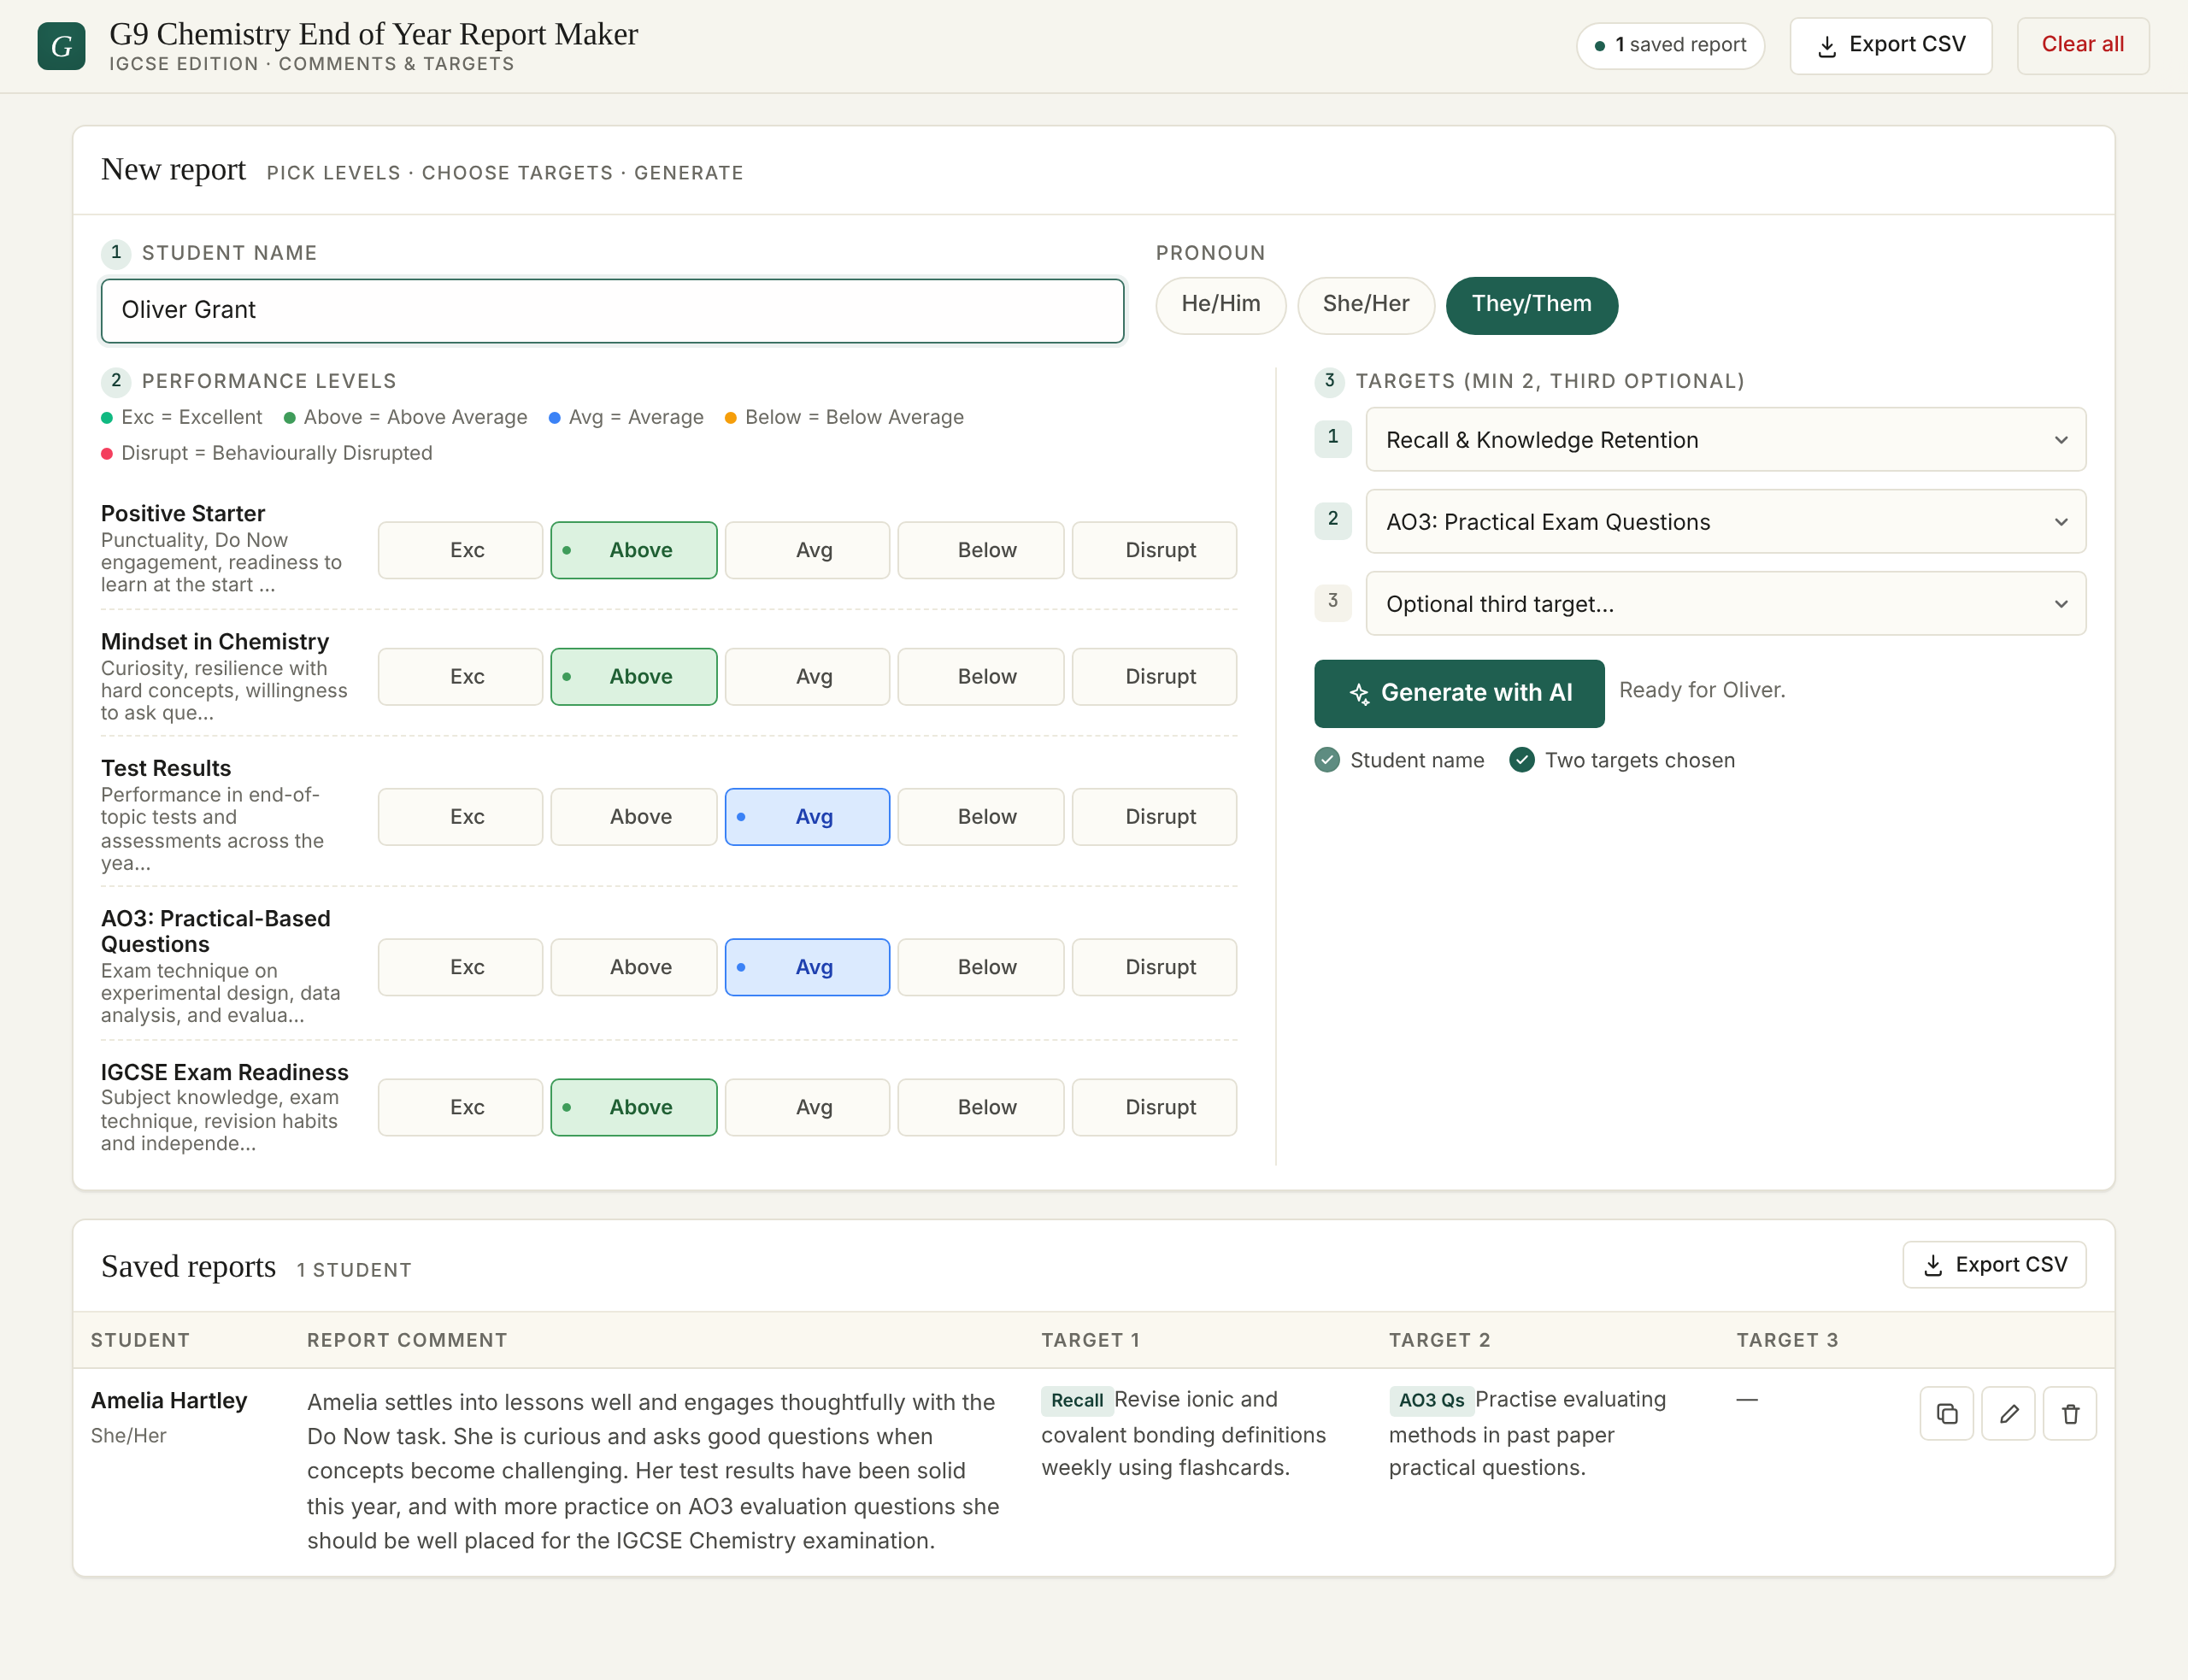 G
G9 Chemistry End of Year Report Maker
IGCSE EDITION · COMMENTS & TARGETS
1 saved report
Export CSV
Clear all
New report
PICK LEVELS · CHOOSE TARGETS · GENERATE
1 STUDENT NAME
Oliver Grant
PRONOUN
He/Him
She/Her
They/Them
2 PERFORMANCE LEVELS
Exc = Excellent
Above = Above Average
Avg = Average
Below = Below Average
Disrupt = Behaviourally Disrupted
Positive Starter
Punctuality, Do Now
engagement, readiness to
learn at the start ...
Exc
Above
Avg
Below
Disrupt
Mindset in Chemistry
Curiosity, resilience with
hard concepts, willingness
to ask que...
Exc
Above
Avg
Below
Disrupt
Test Results
Performance in end-of-
topic tests and
assessments across the
yea...
Exc
Above
Avg
Below
Disrupt
AO3: Practical-Based
Questions
Exam technique on
experimental design, data
analysis, and evalua...
Exc
Above
Avg
Below
Disrupt
IGCSE Exam Readiness
Subject knowledge, exam
technique, revision habits
and independe...
Exc
Above
Avg
Below
Disrupt
3 TARGETS (MIN 2, THIRD OPTIONAL)
1 Recall & Knowledge Retention
2 AO3: Practical Exam Questions
3 Optional third target...
Generate with AI
Ready for Oliver.
Student name
Two targets chosen
Saved reports
1 STUDENT
Export CSV
STUDENT
REPORT COMMENT
TARGET 1
TARGET 2
TARGET 3
Amelia Hartley
She/Her
Amelia settles into lessons well and engages thoughtfully with the
Do Now task. She is curious and asks good questions when
concepts become challenging. Her test results have been solid
this year, and with more practice on AO3 evaluation questions she
should be well placed for the IGCSE Chemistry examination.
Recall Revise ionic and
covalent bonding definitions
weekly using flashcards.
AO3 Qs Practise evaluating
methods in past paper
practical questions.
—